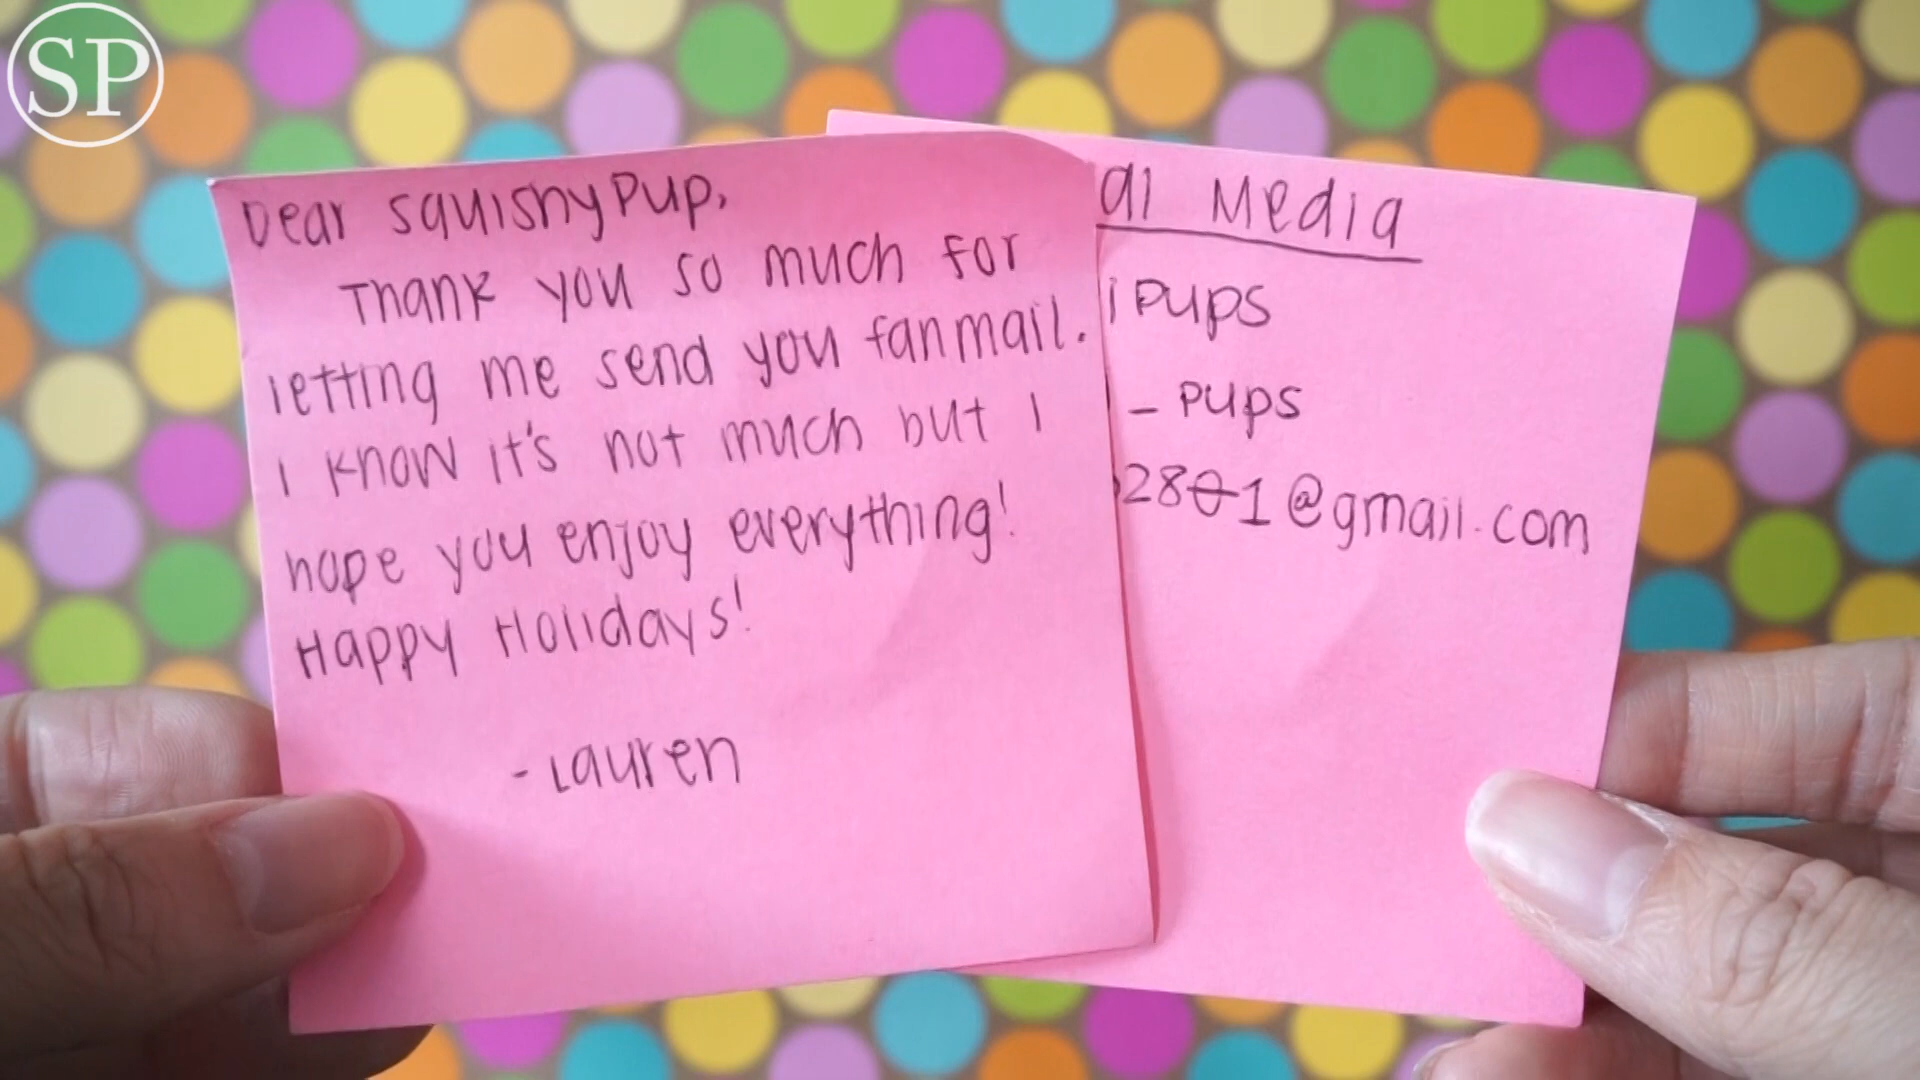 SP
Dear squishyPup,
Thank you so much for
letting me send you fanmail.
I know it's not much but I
hope you enjoy everything!
Happy Holidays!
- Lauren
al Media
iPups
_ Pups
2801@gmail.com